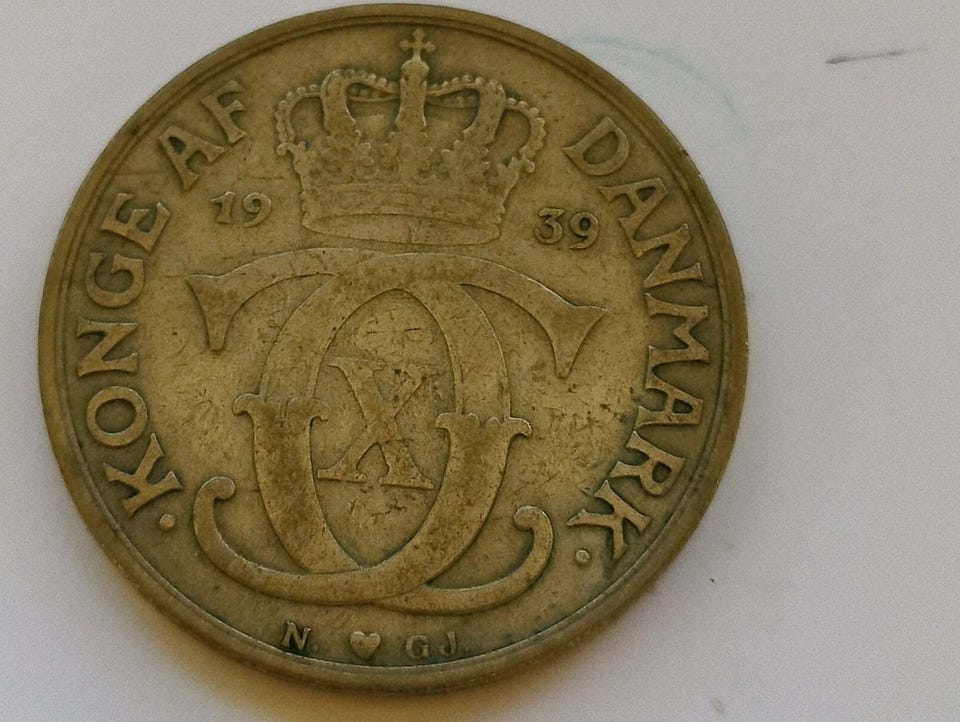 · KONGE AF DANMARK ·
19 39
X
N. ♥ GJ.